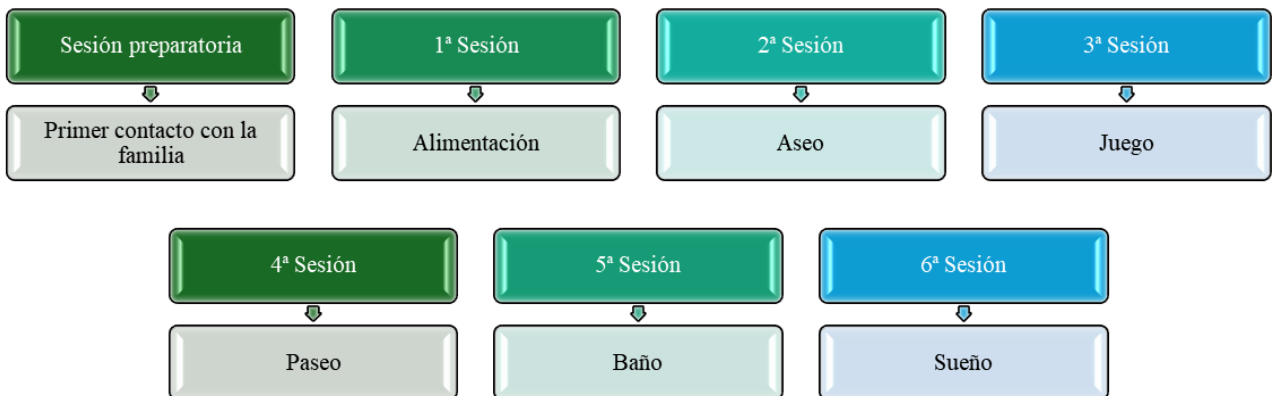 Sesión preparatoria
Primer contacto con la
familia
1ª Sesión
Alimentación
2ª Sesión
Aseo
3ª Sesión
Juego
4ª Sesión
Paseo
5ª Sesión
Baño
6ª Sesión
Sueño